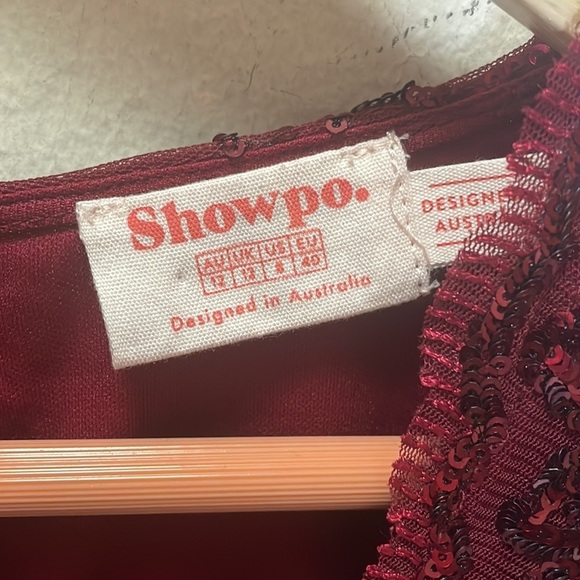 Showpo.
AU UK US EU
12 12 8 40
Designed in Australia
DESIGNE
AUSTR